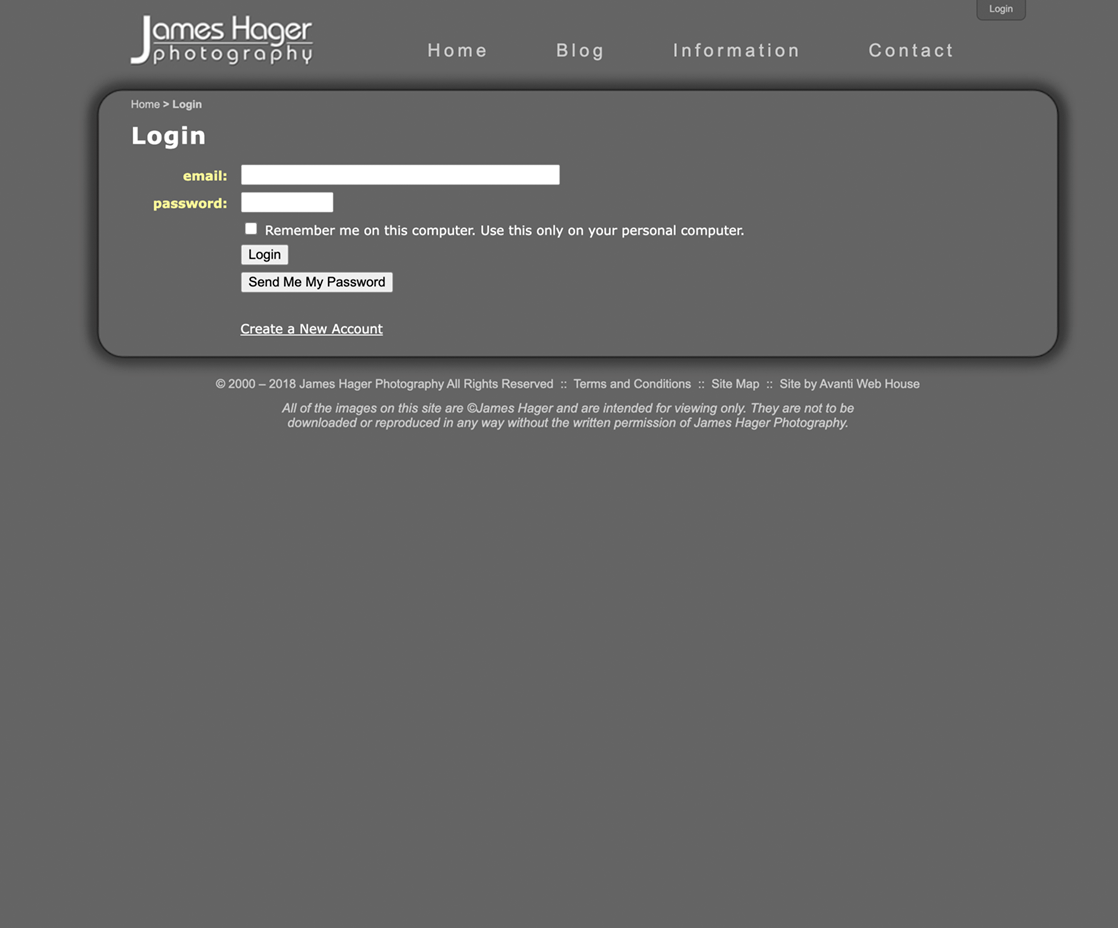 Login
James Hager
photography
Home Blog Information Contact
Home > Login
Login
email:
password:
Remember me on this computer. Use this only on your personal computer.
Login
Send Me My Password
Create a New Account
© 2000 – 2018 James Hager Photography All Rights Reserved :: Terms and Conditions :: Site Map :: Site by Avanti Web House
All of the images on this site are ©James Hager and are intended for viewing only. They are not to be
downloaded or reproduced in any way without the written permission of James Hager Photography.